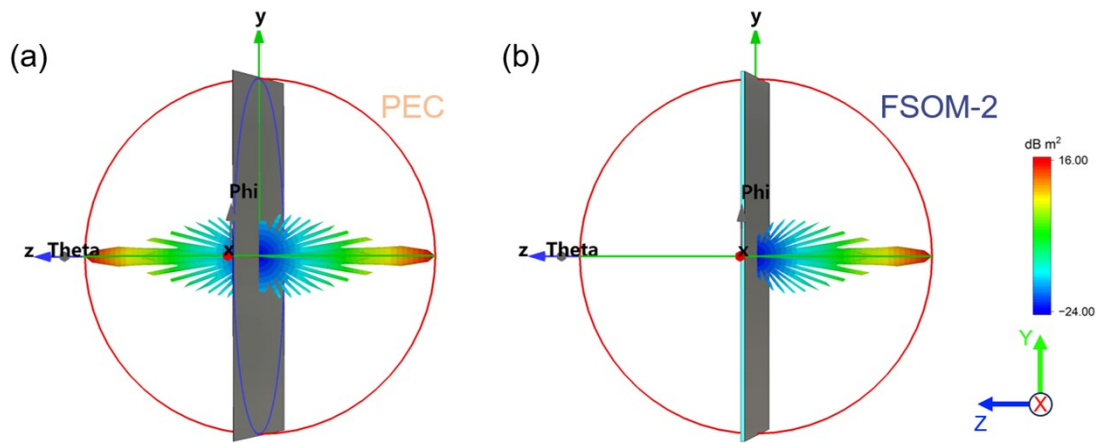 (a)
y
PEC
Phi
z Theta
x
(b)
y
FSOM-2
Phi
z Theta
x
dB m²
16.00
−24.00
Y
Z
X